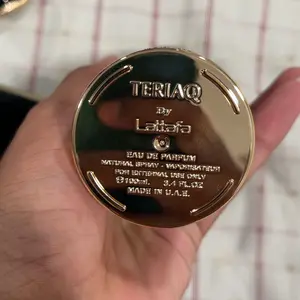 TERIAQ
By
Lattafa
EAU DE PARFUM
NATURAL SPRAY - VAPORISATEUR
FOR EXTERNAL USE ONLY
℮100ml. 3.4 FL.OZ
MADE IN U.A.E.